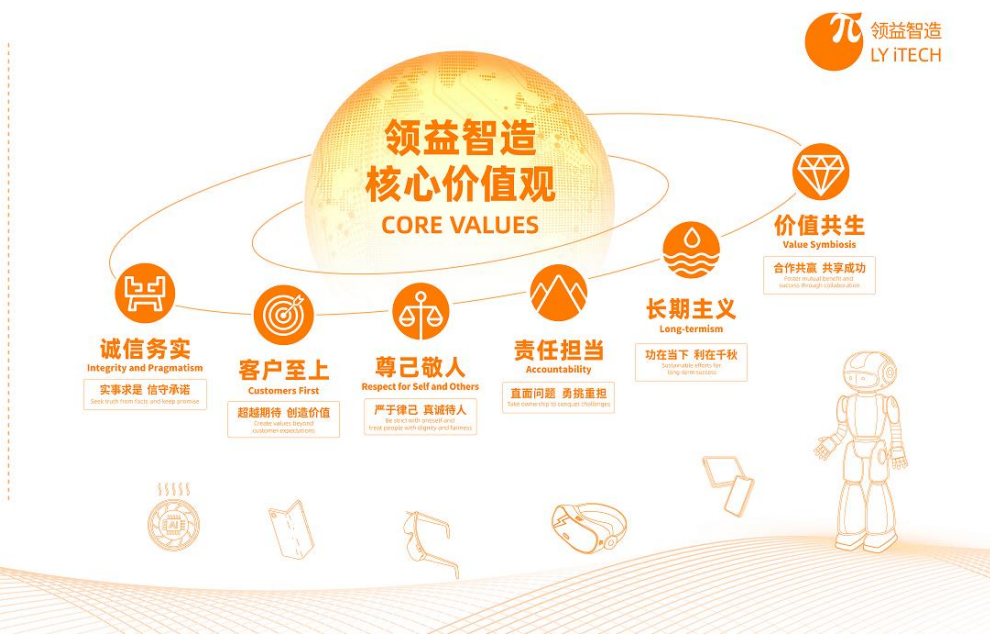 领益智造
LY iTECH
领益智造
核心价值观
CORE VALUES
诚信务实
Integrity and Pragmatism
实事求是 信守承诺
Seek truth from facts and keep promise
客户至上
Customers First
超越期待 创造价值
Create values beyond
customer expectations
尊己敬人
Respect for Self and Others
严于律己 真诚待人
Be strict with oneself and
treat people with dignity and fairness
责任担当
Accountability
直面问题 勇挑重担
Take ownership to conquer challenges
长期主义
Long-termism
功在当下 利在千秋
Sustainable efforts for
long-term success
价值共生
Value Symbiosis
合作共赢 共享成功
Foster mutual benefit and
success through collaboration
AI